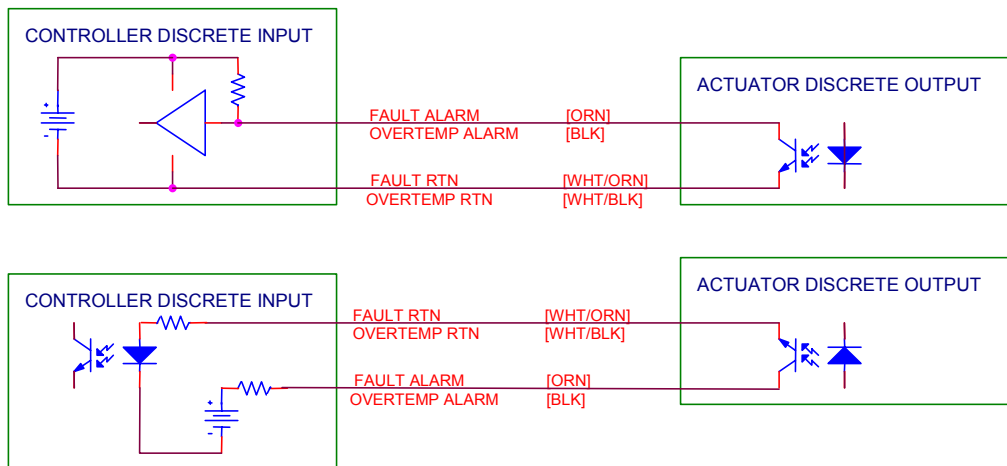 CONTROLLER DISCRETE INPUT
ACTUATOR DISCRETE OUTPUT
+
-
FAULT ALARM [ORN]
OVERTEMP ALARM [BLK]
FAULT RTN [WHT/ORN]
OVERTEMP RTN [WHT/BLK]
CONTROLLER DISCRETE INPUT
ACTUATOR DISCRETE OUTPUT
FAULT RTN [WHT/ORN]
OVERTEMP RTN [WHT/BLK]
FAULT ALARM [ORN]
OVERTEMP ALARM [BLK]
+
-